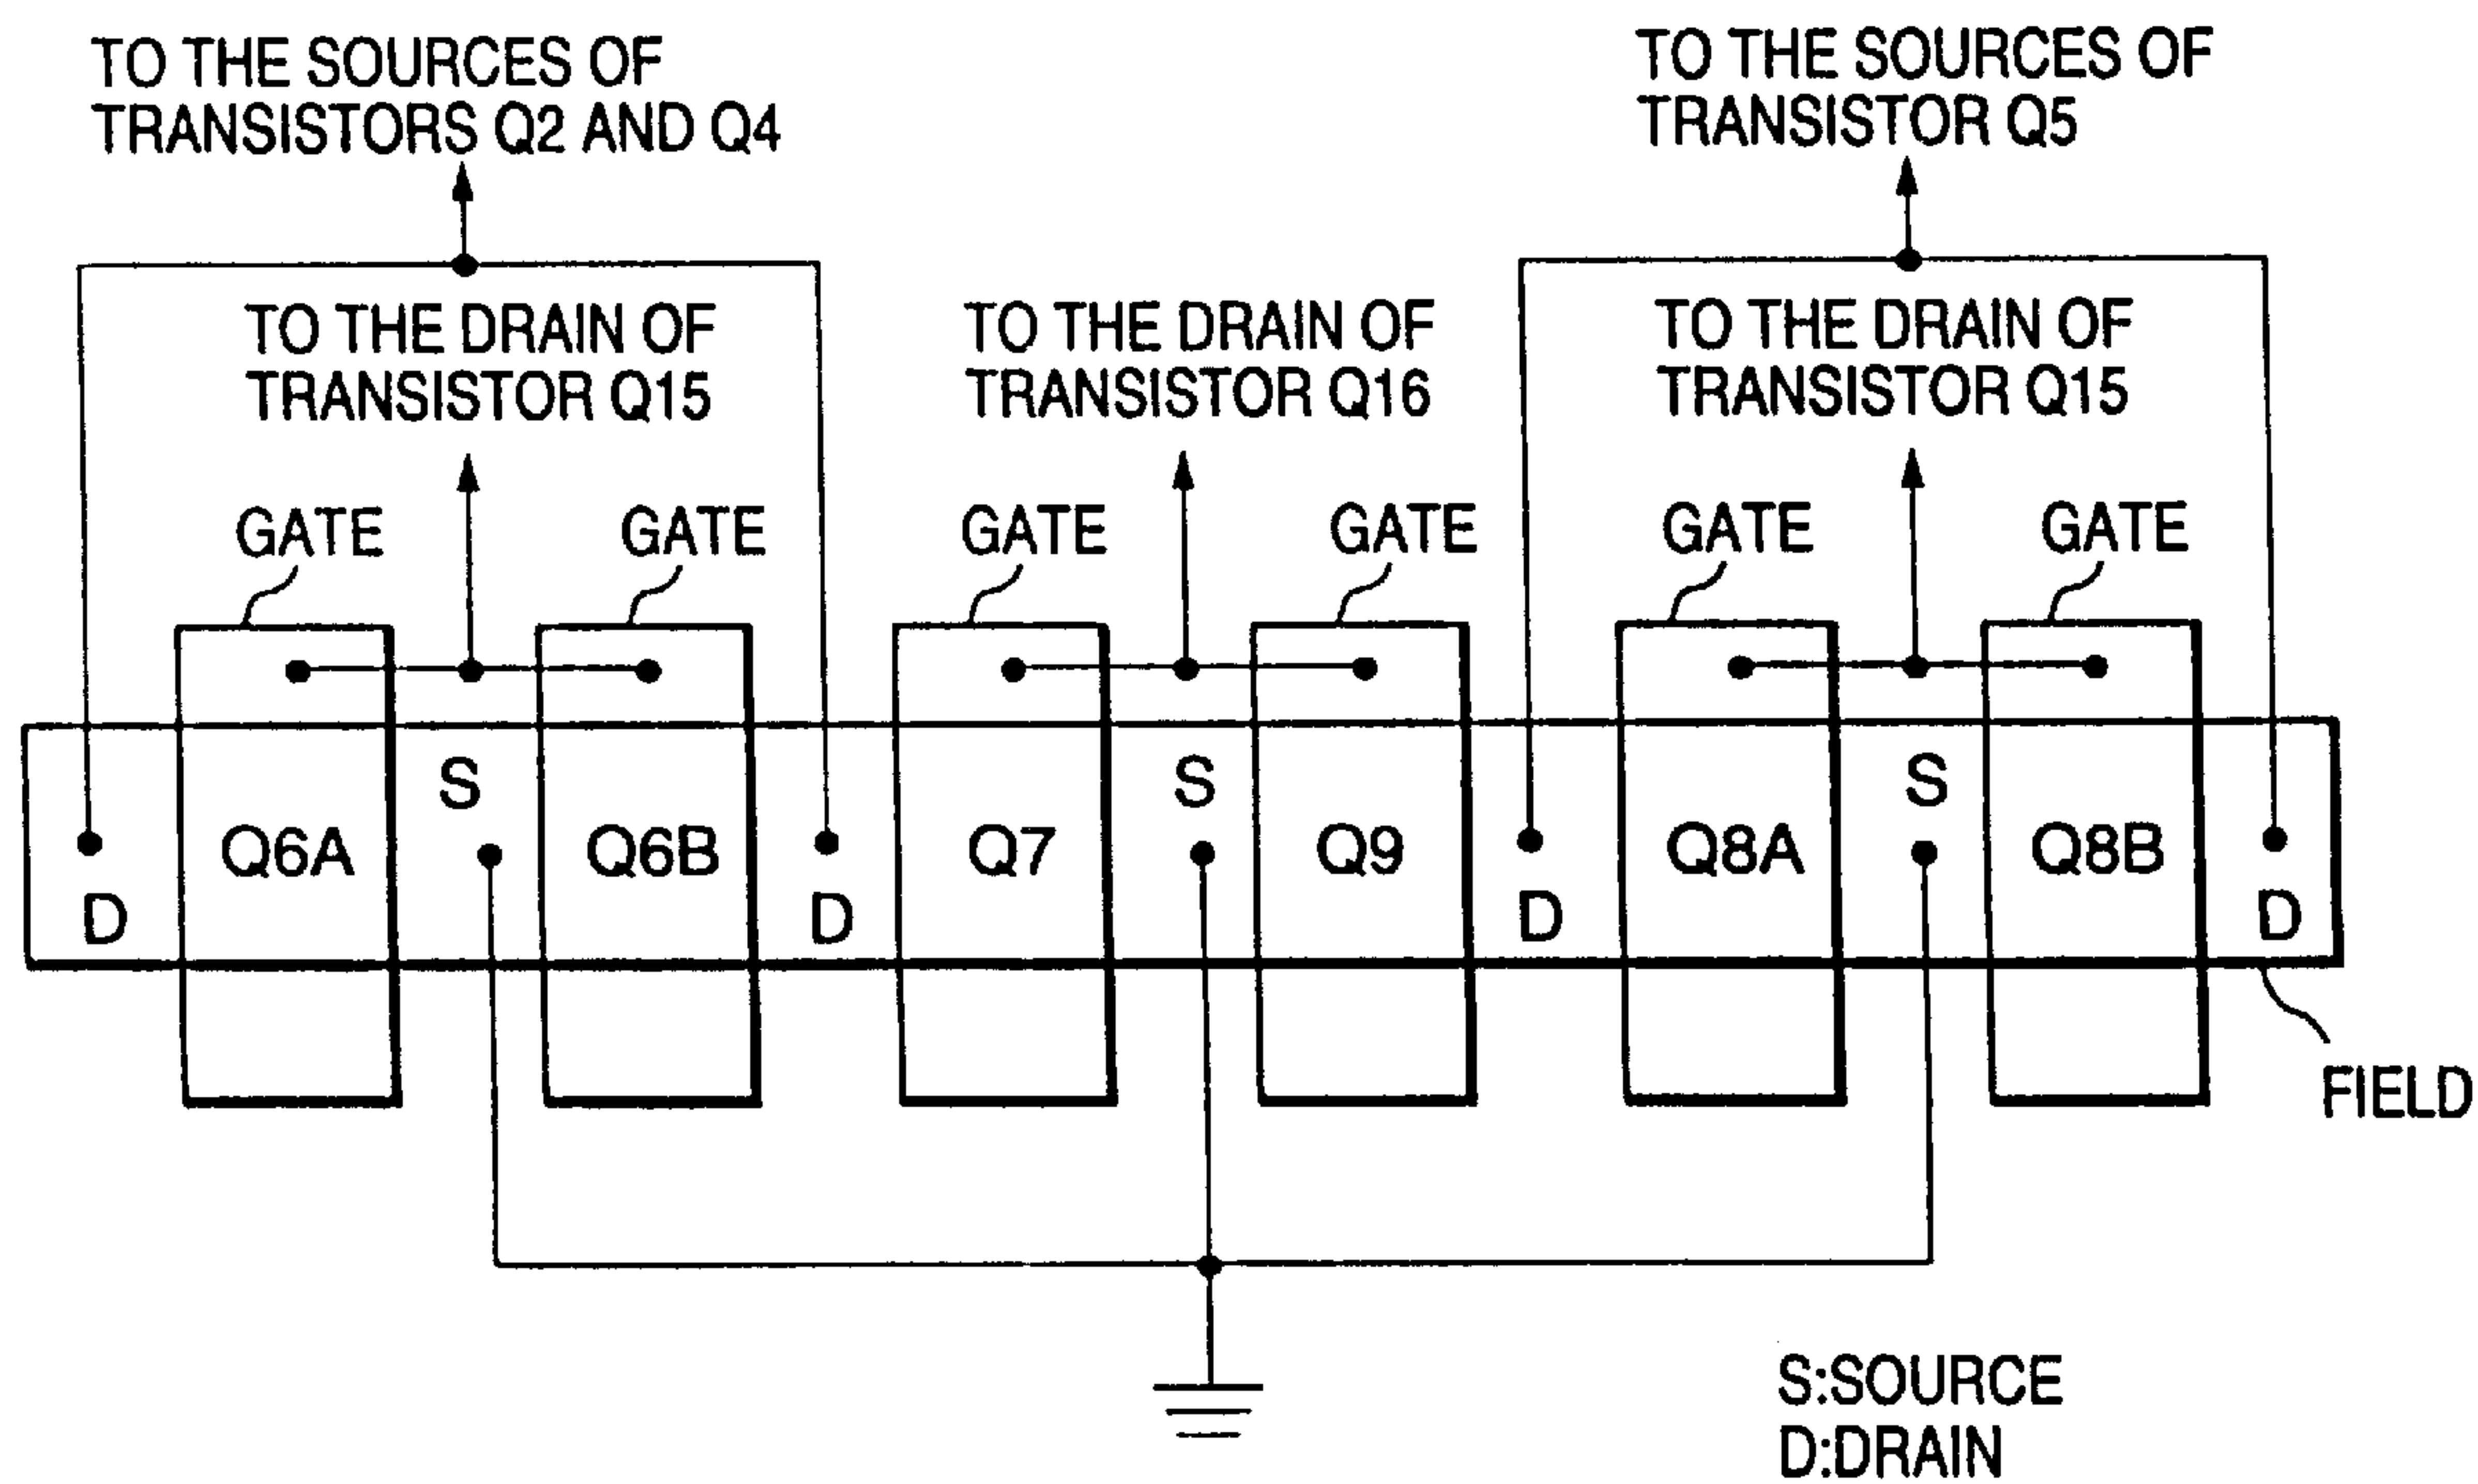 TO THE SOURCES OF
TRANSISTORS Q2 AND Q4
TO THE SOURCES OF
TRANSISTOR Q5
TO THE DRAIN OF
TRANSISTOR Q15
TO THE DRAIN OF
TRANSISTOR Q16
TO THE DRAIN OF
TRANSISTOR Q15
GATE
GATE
GATE
GATE
GATE
GATE
S
S
S
Q6A
Q6B
Q7
Q9
Q8A
Q8B
D
D
D
D
FIELD
S:SOURCE
D:DRAIN